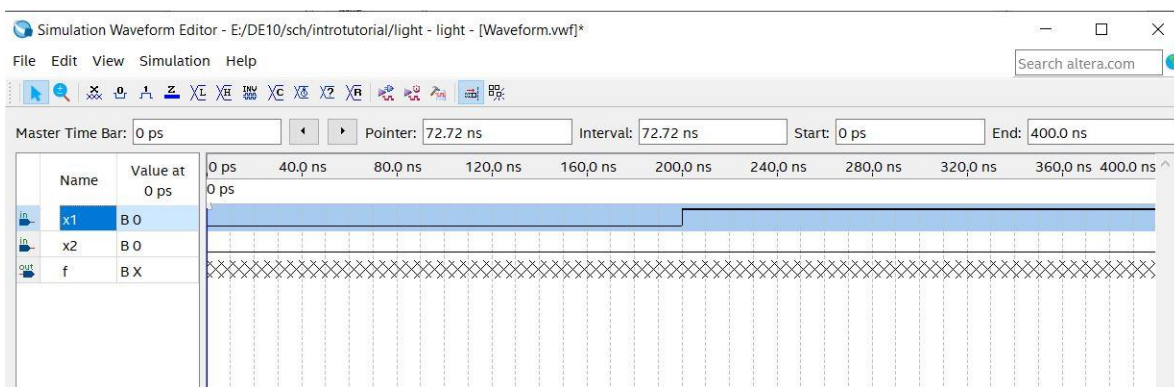 Simulation Waveform Editor - E:/DE10/sch/introtutorial/light - light - [Waveform.vwf]*
File Edit View Simulation Help
Search altera.com
Master Time Bar: 0 ps Pointer: 72.72 ns Interval: 72.72 ns Start: 0 ps End: 400.0 ns
Name Value at 0 ps
0 ps 40.0 ns 80.0 ns 120.0 ns 160.0 ns 200.0 ns 240.0 ns 280.0 ns 320.0 ns 360.0 ns 400.0 ns
0 ps
in x1 B 0
in x2 B 0
out f B X